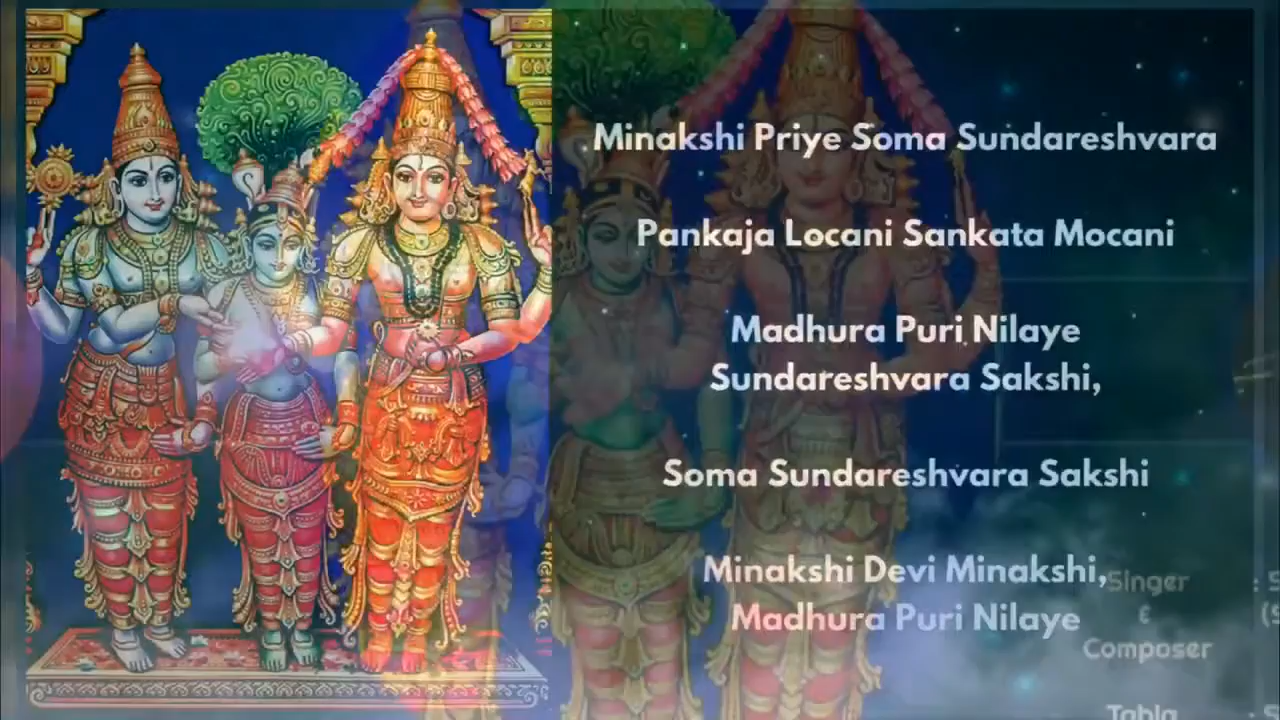 Minakshi Priye Soma Sundareshvara
Pankaja Locani Sankata Mocani
Madhura Puri Nilaye
Sundareshvara Sakshi,
Soma Sundareshvara Sakshi
Minakshi Devi Minakshi,
Madhura Puri Nilaye
Singer : S
& (S
Composer
Tabla : S